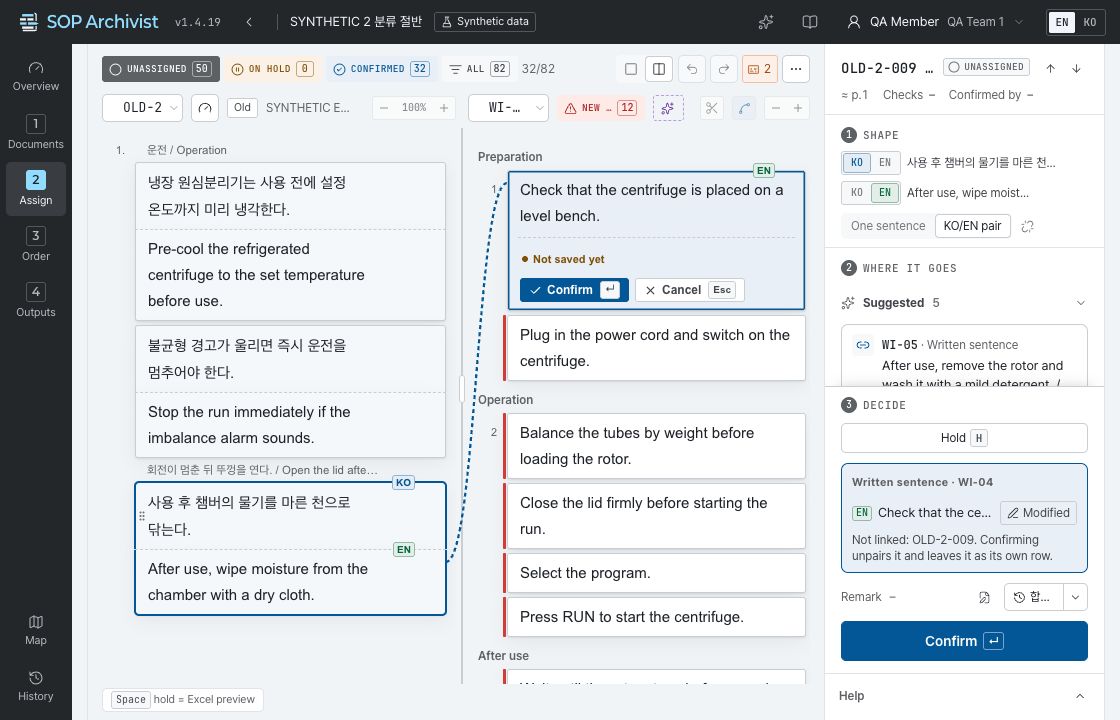 SOP Archivist v1.4.19
SYNTHETIC 2 분류 절반
Synthetic data
QA Member QA Team 1
EN KO
Overview
1
Documents
2
Assign
3
Order
4
Outputs
Map
History
UNASSIGNED 50
ON HOLD 0
CONFIRMED 32
ALL 82
32/82
2
OLD-2
Old
SYNTHETIC E…
100%
WI-…
NEW … 12
1. 운전 / Operation
냉장 원심분리기는 사용 전에 설정
온도까지 미리 냉각한다.
Pre-cool the refrigerated
centrifuge to the set temperature
before use.
불균형 경고가 울리면 즉시 운전을
멈추어야 한다.
Stop the run immediately if the
imbalance alarm sounds.
회전이 멈춘 뒤 뚜껑을 연다. / Open the lid afte…
KO
사용 후 챔버의 물기를 마른 천으로
닦는다.
EN
After use, wipe moisture from the
chamber with a dry cloth.
Space hold = Excel preview
Preparation
EN
1
Check that the centrifuge is placed on a
level bench.
Not saved yet
Confirm
Cancel Esc
Plug in the power cord and switch on the
centrifuge.
Operation
2
Balance the tubes by weight before
loading the rotor.
Close the lid firmly before starting the
run.
Select the program.
Press RUN to start the centrifuge.
After use
OLD-2-009 … UNASSIGNED
≈ p.1 Checks – Confirmed by –
1 SHAPE
KO EN 사용 후 챔버의 물기를 마른 천…
KO EN After use, wipe moist…
One sentence KO/EN pair
2 WHERE IT GOES
Suggested 5
WI-05 · Written sentence
After use, remove the rotor and
wash it with a mild detergent. /
3 DECIDE
Hold H
Written sentence · WI-04
EN Check that the ce… Modified
Not linked: OLD-2-009. Confirming
unpairs it and leaves it as its own row.
Remark –
합…
Confirm
Help